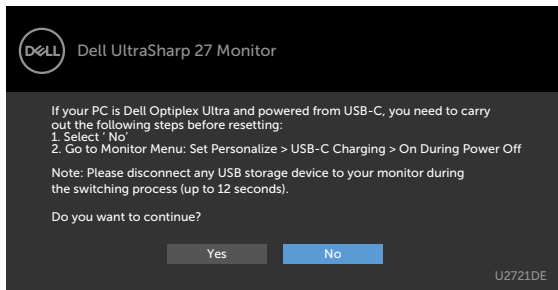 DELL
Dell UltraSharp 27 Monitor
If your PC is Dell Optiplex Ultra and powered from USB-C, you need to carry
out the following steps before resetting:
1. Select ‘ No’
2. Go to Monitor Menu: Set Personalize > USB-C Charging > On During Power Off
Note: Please disconnect any USB storage device to your monitor during
the switching process (up to 12 seconds).
Do you want to continue?
Yes No
U2721DE